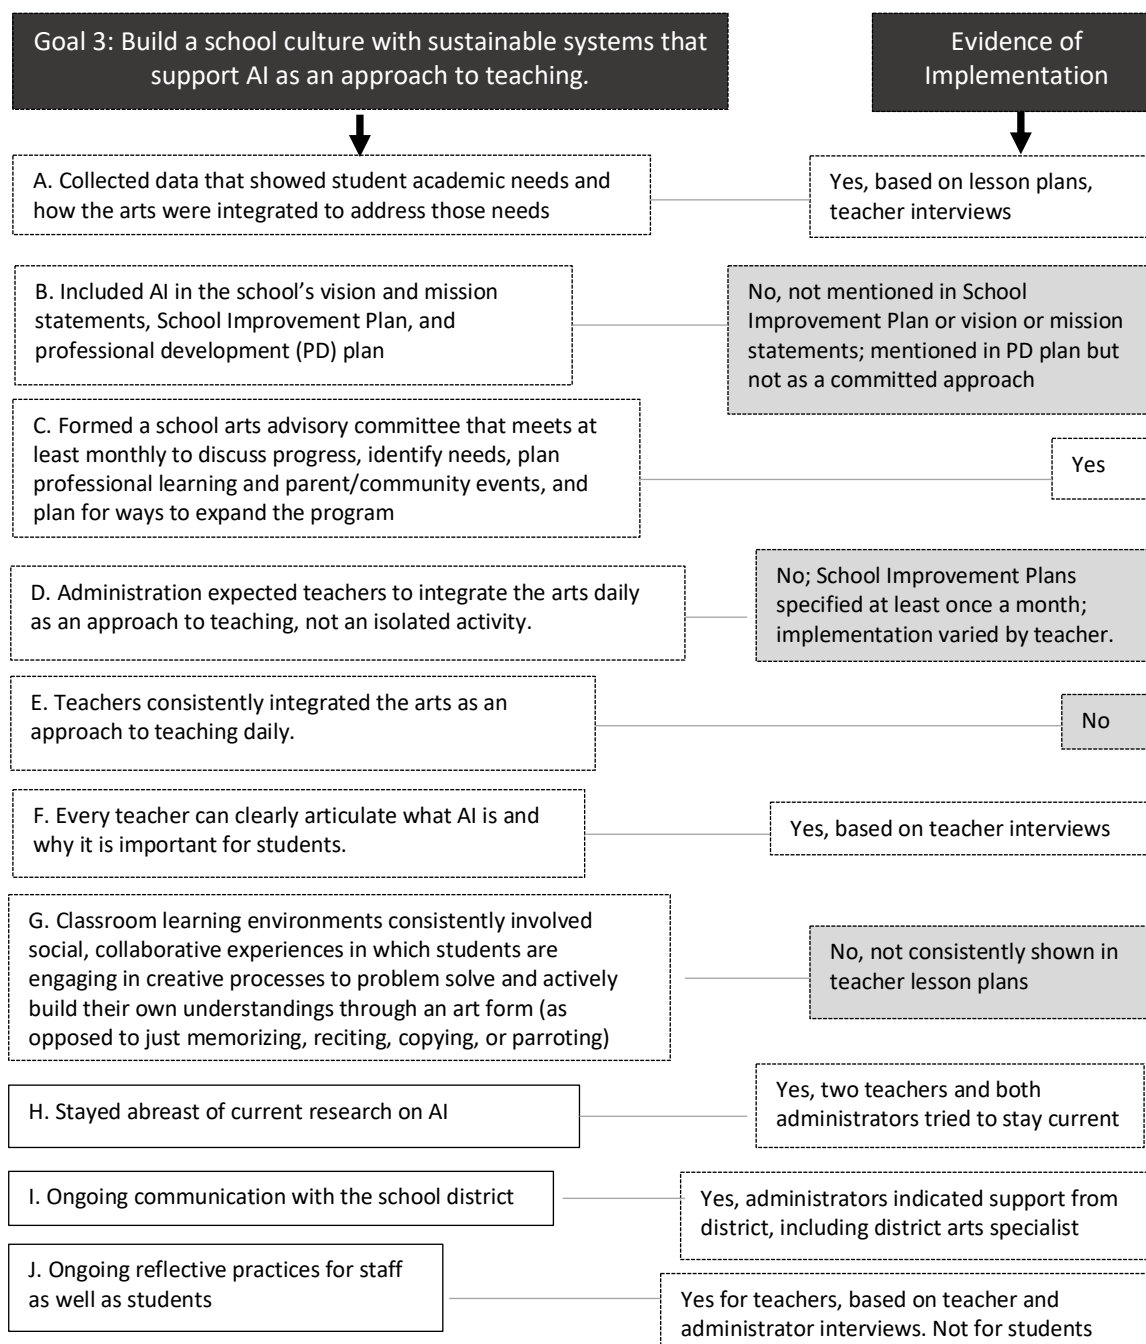 Goal 3: Build a school culture with sustainable systems that
support AI as an approach to teaching.
Evidence of
Implementation
A. Collected data that showed student academic needs and
how the arts were integrated to address those needs
Yes, based on lesson plans,
teacher interviews
B. Included AI in the school’s vision and mission
statements, School Improvement Plan, and
professional development (PD) plan
No, not mentioned in School
Improvement Plan or vision or mission
statements; mentioned in PD plan but
not as a committed approach
C. Formed a school arts advisory committee that meets at
least monthly to discuss progress, identify needs, plan
professional learning and parent/community events, and
plan for ways to expand the program
Yes
D. Administration expected teachers to integrate the arts daily
as an approach to teaching, not an isolated activity.
No; School Improvement Plans
specified at least once a month;
implementation varied by teacher.
E. Teachers consistently integrated the arts as an
approach to teaching daily.
No
F. Every teacher can clearly articulate what AI is and
why it is important for students.
Yes, based on teacher interviews
G. Classroom learning environments consistently involved
social, collaborative experiences in which students are
engaging in creative processes to problem solve and actively
build their own understandings through an art form (as
opposed to just memorizing, reciting, copying, or parroting)
No, not consistently shown in
teacher lesson plans
H. Stayed abreast of current research on AI
Yes, two teachers and both
administrators tried to stay current
I. Ongoing communication with the school district
Yes, administrators indicated support from
district, including district arts specialist
J. Ongoing reflective practices for staff
as well as students
Yes for teachers, based on teacher and
administrator interviews. Not for students